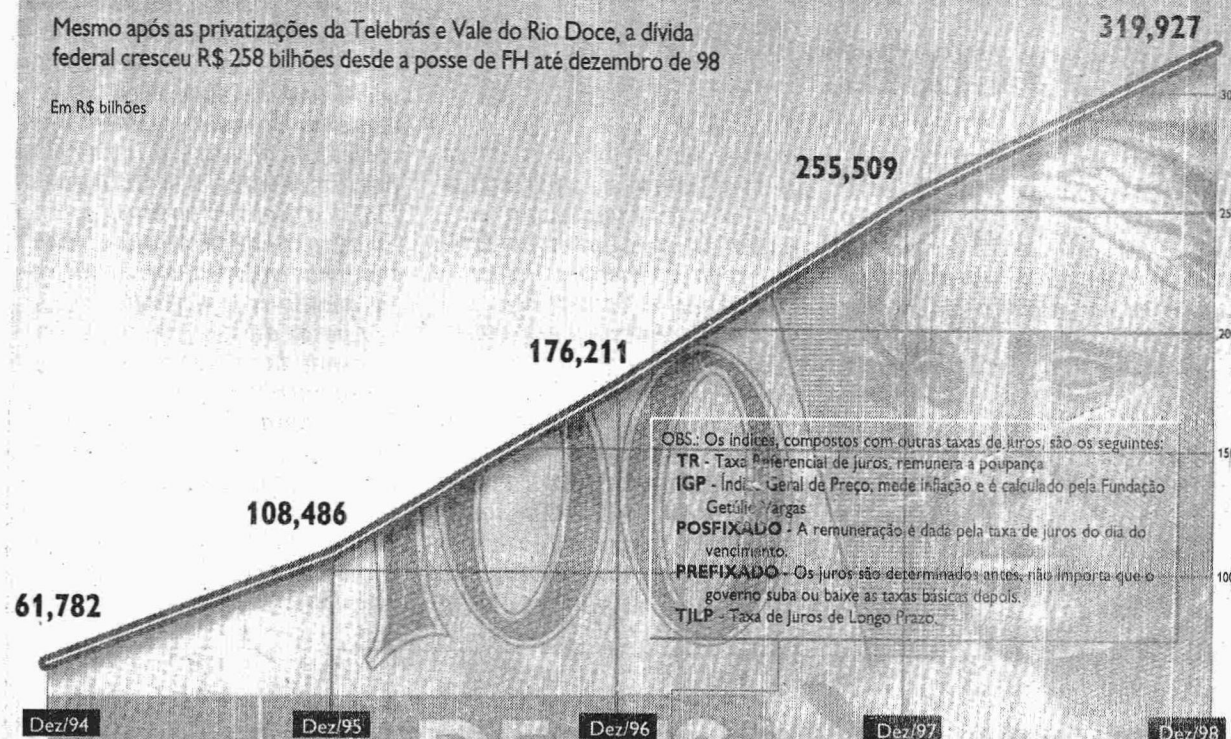 Mesmo após as privatizações da Telebrás e Vale do Rio Doce, a dívida
federal cresceu R$ 258 bilhões desde a posse de FH até dezembro de 98
Em R$ bilhões
319,927
255,509
176,211
108,486
61,782
OBS.: Os índices, compostos com outras taxas de juros, são os seguintes:
TR - Taxa Referencial de Juros, remunera a poupança
IGP - Geral de Preço, mede inflação e é calculado pela Fundação
Getúlio Vargas
POSFIXADO - A remuneração é dada pela taxa de juros do dia do
vencimento.
PREFIXADO - Os juros são determinados antes, não importa que o
governo suba ou baixe as taxas básicas depois.
TJLP - Taxa de Juros de Longo Prazo.
30
25
20
15
100
Dez/94 Dez/95 Dez/96 Dez/97 Dez/98